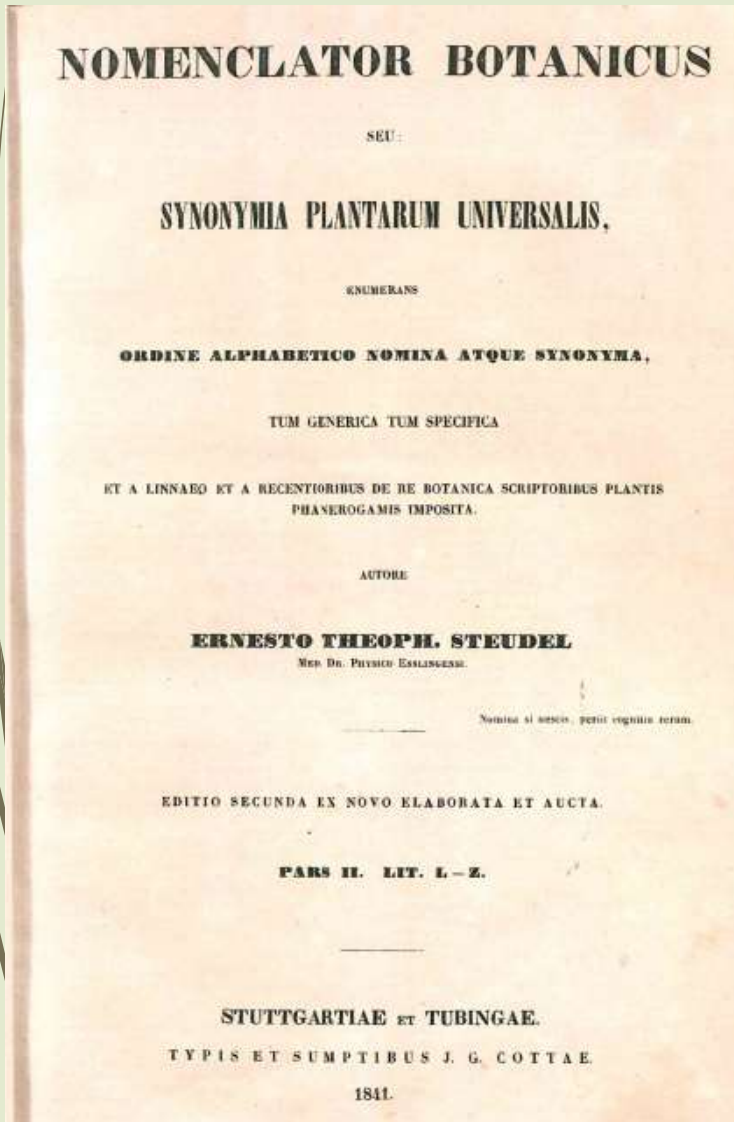 NOMENCLATOR BOTANICUS
SEU
SYNONYMIA PLANTARUM UNIVERSALIS,
ENUMERANS
ORDINE ALPHABETICO NOMINA ATQUE SYNONYMA,
TUM GENERICA TUM SPECIFICA
ET A LINNAEO ET A RECENTIORIBUS DE RE BOTANICA SCRIPTORIBUS PLANTIS
PHANEROGAMIS IMPOSITA.
AUTORE
ERNESTO THEOPH. STEUDEL
MED. DR. PHYSICO ESSLINGENSI.
Nomina si nescis, perit cognitio rerum.
EDITIO SECUNDA EX NOVO ELABORATA ET AUCTA.
PARS II. LIT. L–Z.
STUTTGARTIAE ET TUBINGAE.
TYPIS ET SUMPTIBUS J. G. COTTAE.
1841.